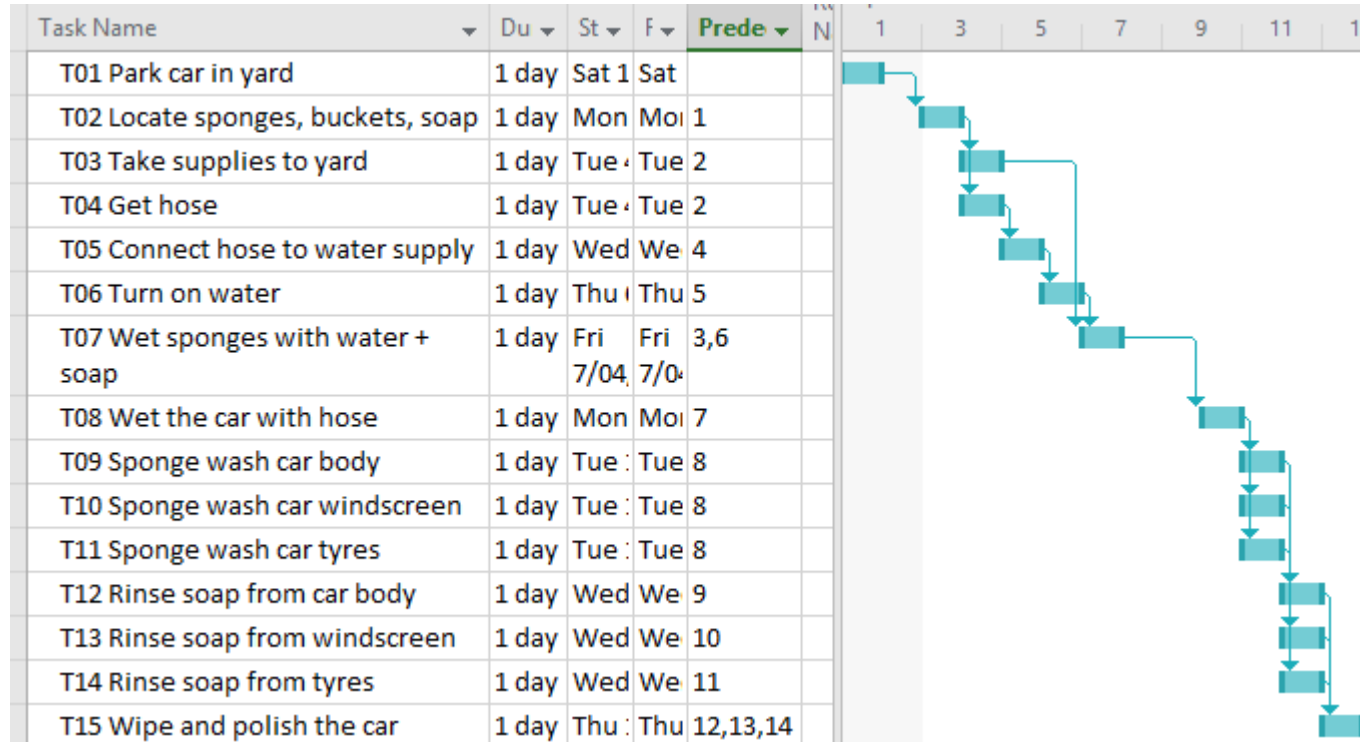 Task Name Du St F Prede N 1 3 5 7 9 11 1
T01 Park car in yard 1 day Sat 1 Sat
T02 Locate sponges, buckets, soap 1 day Mon Mo 1
T03 Take supplies to yard 1 day Tue Tue 2
T04 Get hose 1 day Tue Tue 2
T05 Connect hose to water supply 1 day Wed We 4
T06 Turn on water 1 day Thu Thu 5
T07 Wet sponges with water + 1 day Fri Fri 3,6
soap 7/04, 7/0
T08 Wet the car with hose 1 day Mon Mo 7
T09 Sponge wash car body 1 day Tue Tue 8
T10 Sponge wash car windscreen 1 day Tue Tue 8
T11 Sponge wash car tyres 1 day Tue Tue 8
T12 Rinse soap from car body 1 day Wed We 9
T13 Rinse soap from windscreen 1 day Wed We 10
T14 Rinse soap from tyres 1 day Wed We 11
T15 Wipe and polish the car 1 day Thu Thu 12,13,14